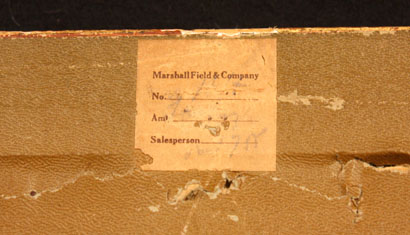 Marshall Field & Company
No.
Amt
Salesperson